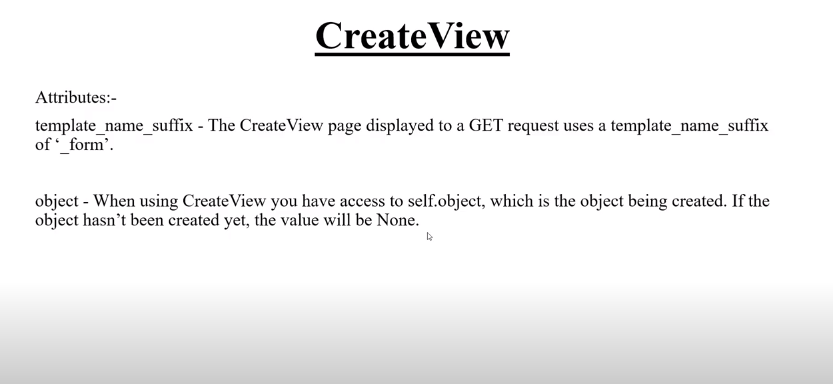 CreateView
Attributes:-
template_name_suffix - The CreateView page displayed to a GET request uses a template_name_suffix
of ‘_form’.
object - When using CreateView you have access to self.object, which is the object being created. If the
object hasn’t been created yet, the value will be None.